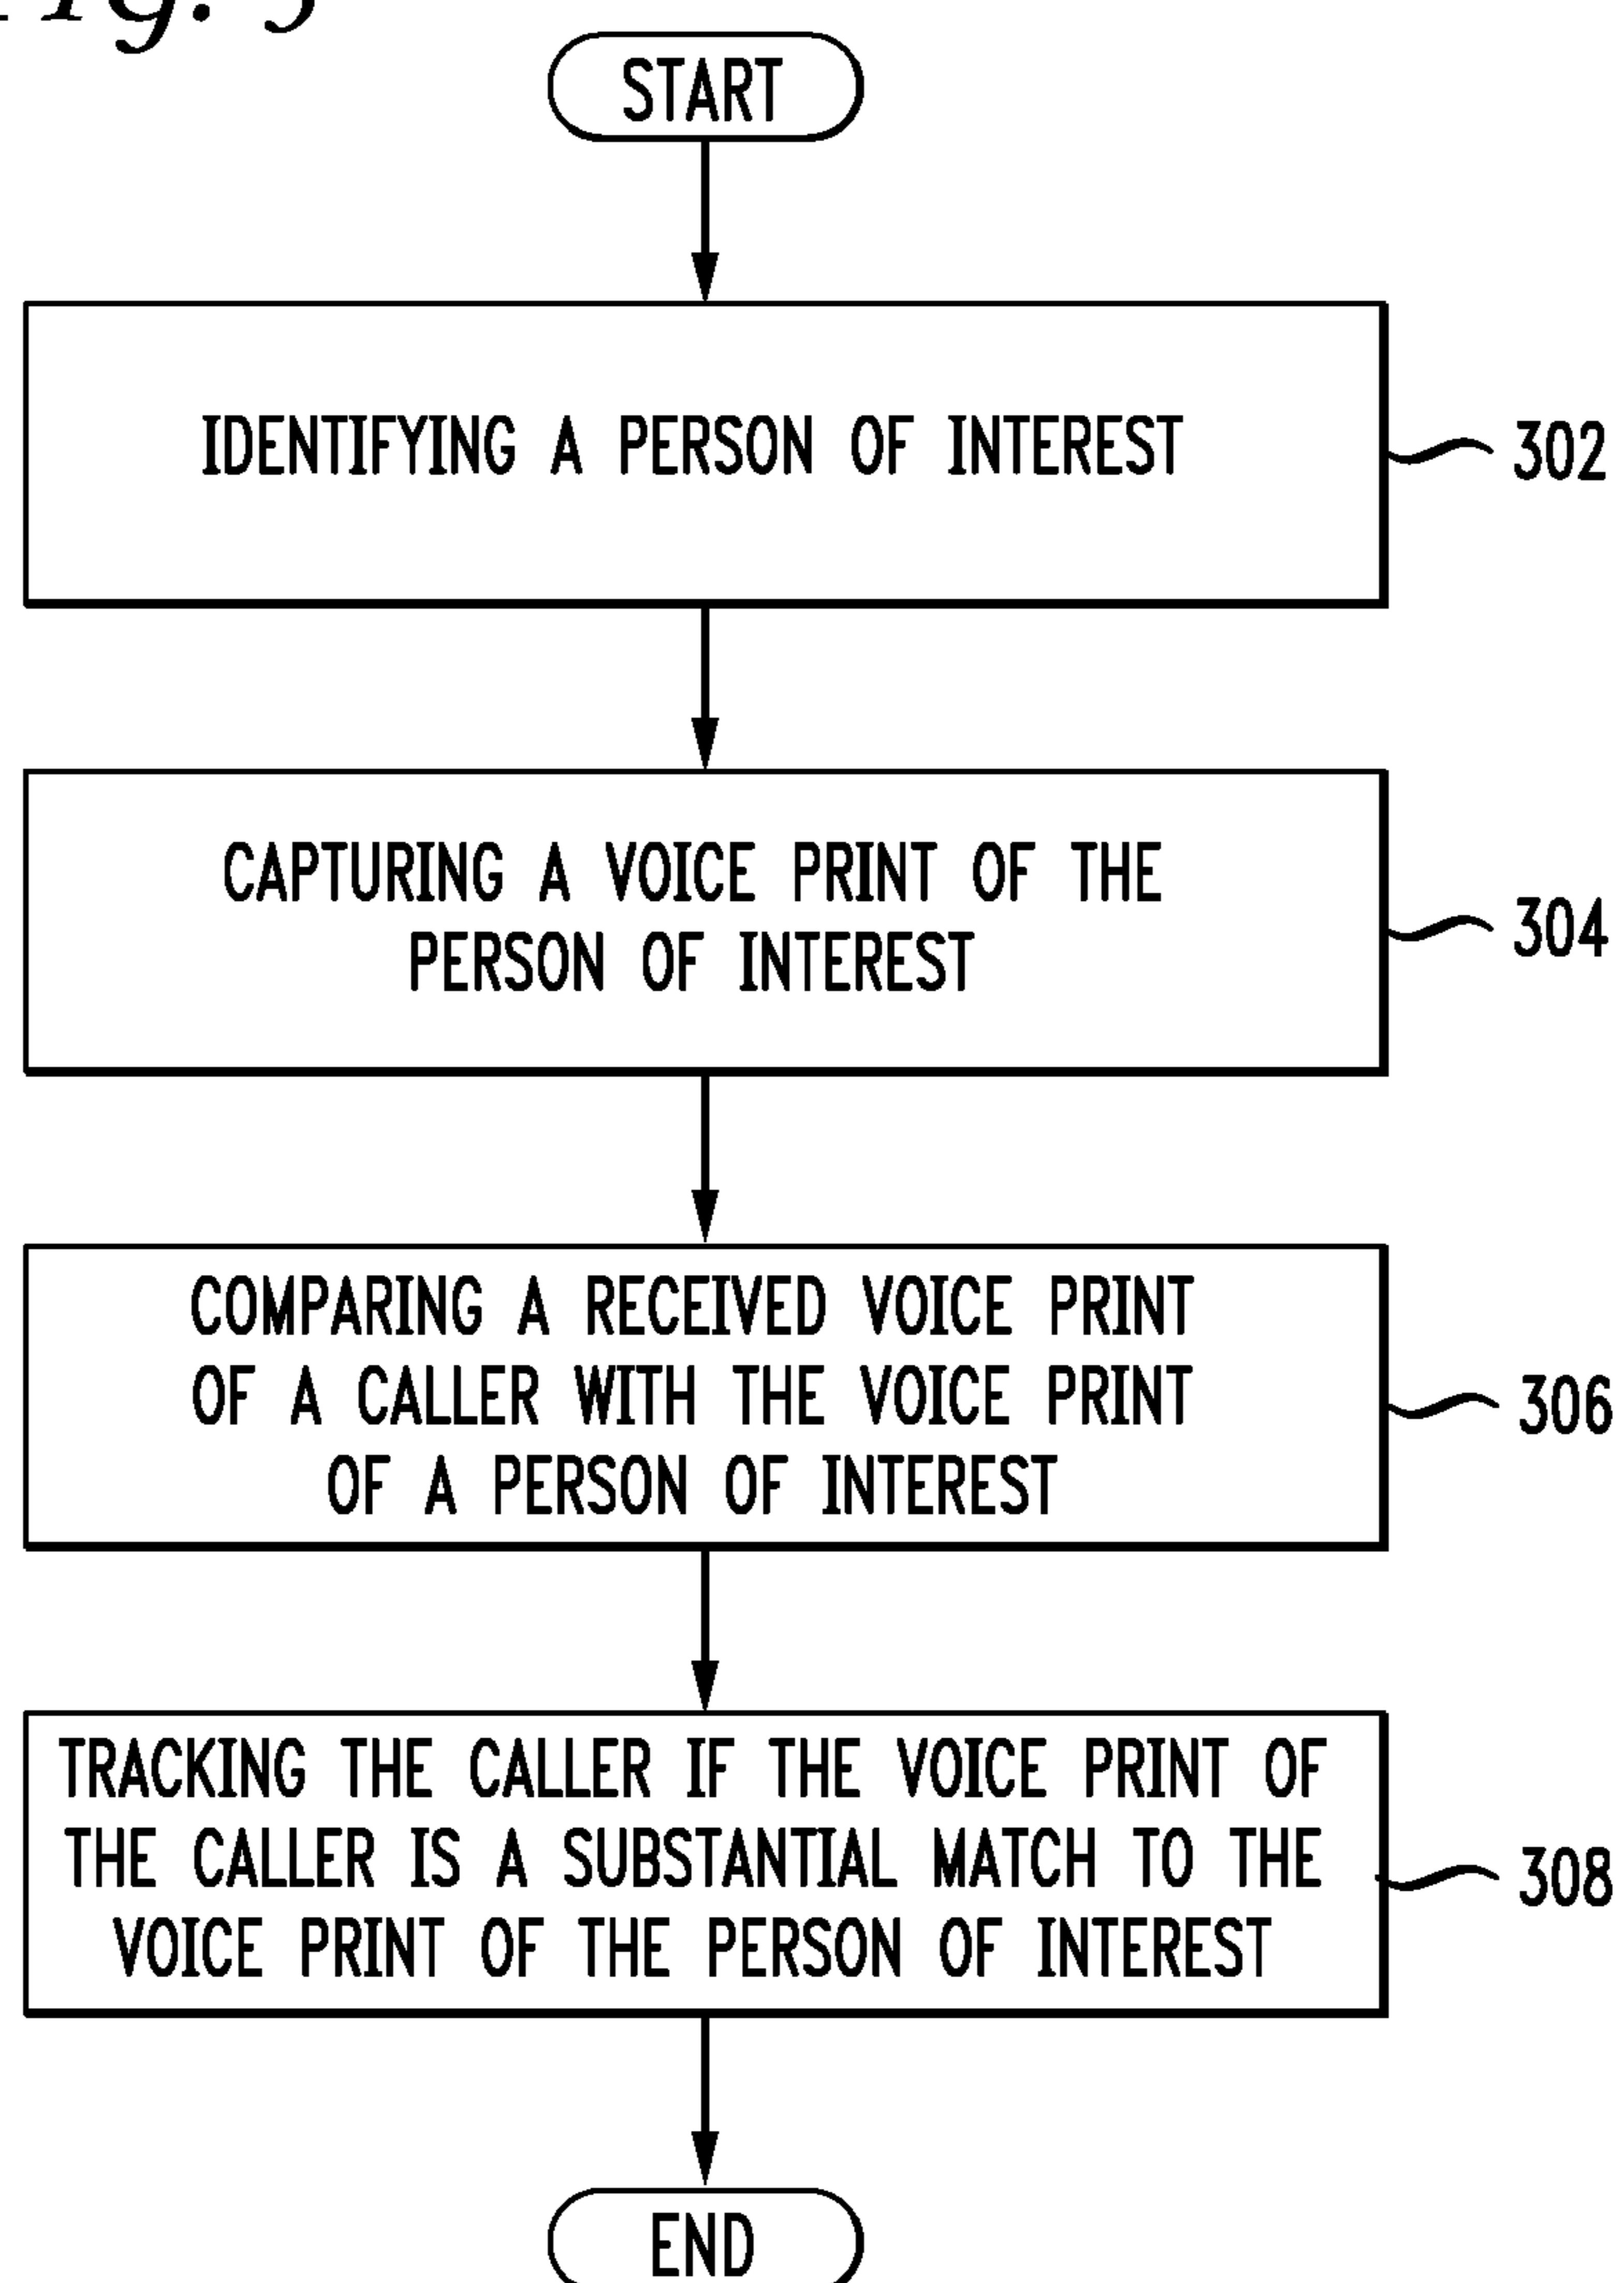 Fig. 3
START
IDENTIFYING A PERSON OF INTEREST
302
CAPTURING A VOICE PRINT OF THE
PERSON OF INTEREST
304
COMPARING A RECEIVED VOICE PRINT
OF A CALLER WITH THE VOICE PRINT
OF A PERSON OF INTEREST
306
TRACKING THE CALLER IF THE VOICE PRINT OF
THE CALLER IS A SUBSTANTIAL MATCH TO THE
VOICE PRINT OF THE PERSON OF INTEREST
308
END